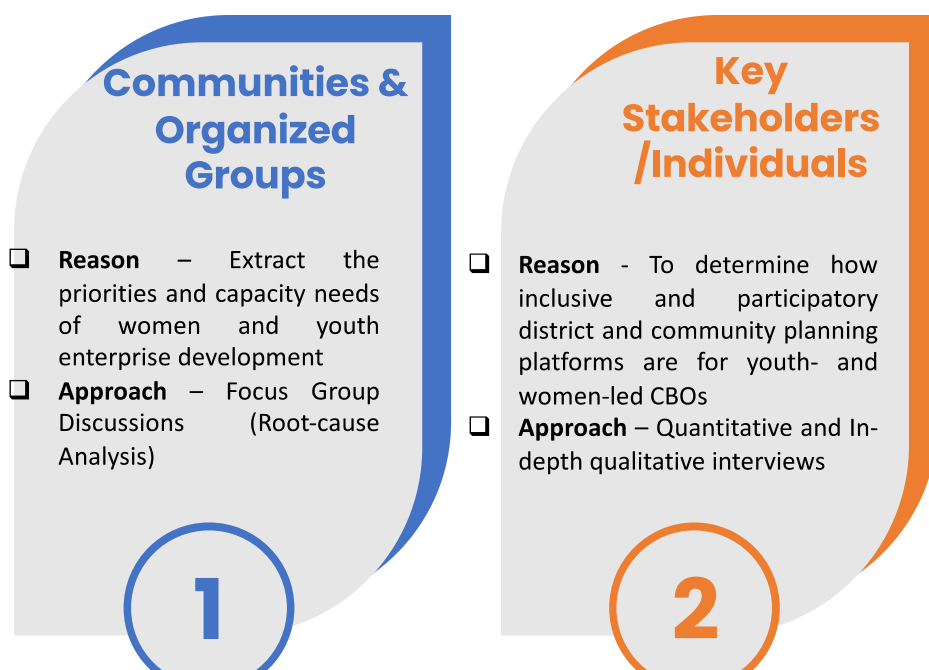 Communities &
Organized
Groups
❑ Reason – Extract the
priorities and capacity needs
of women and youth
enterprise development
❑ Approach – Focus Group
Discussions (Root-cause
Analysis)
1
Key
Stakeholders
/Individuals
❑ Reason - To determine how
inclusive and participatory
district and community planning
platforms are for youth- and
women-led CBOs
❑ Approach – Quantitative and In-
depth qualitative interviews
2